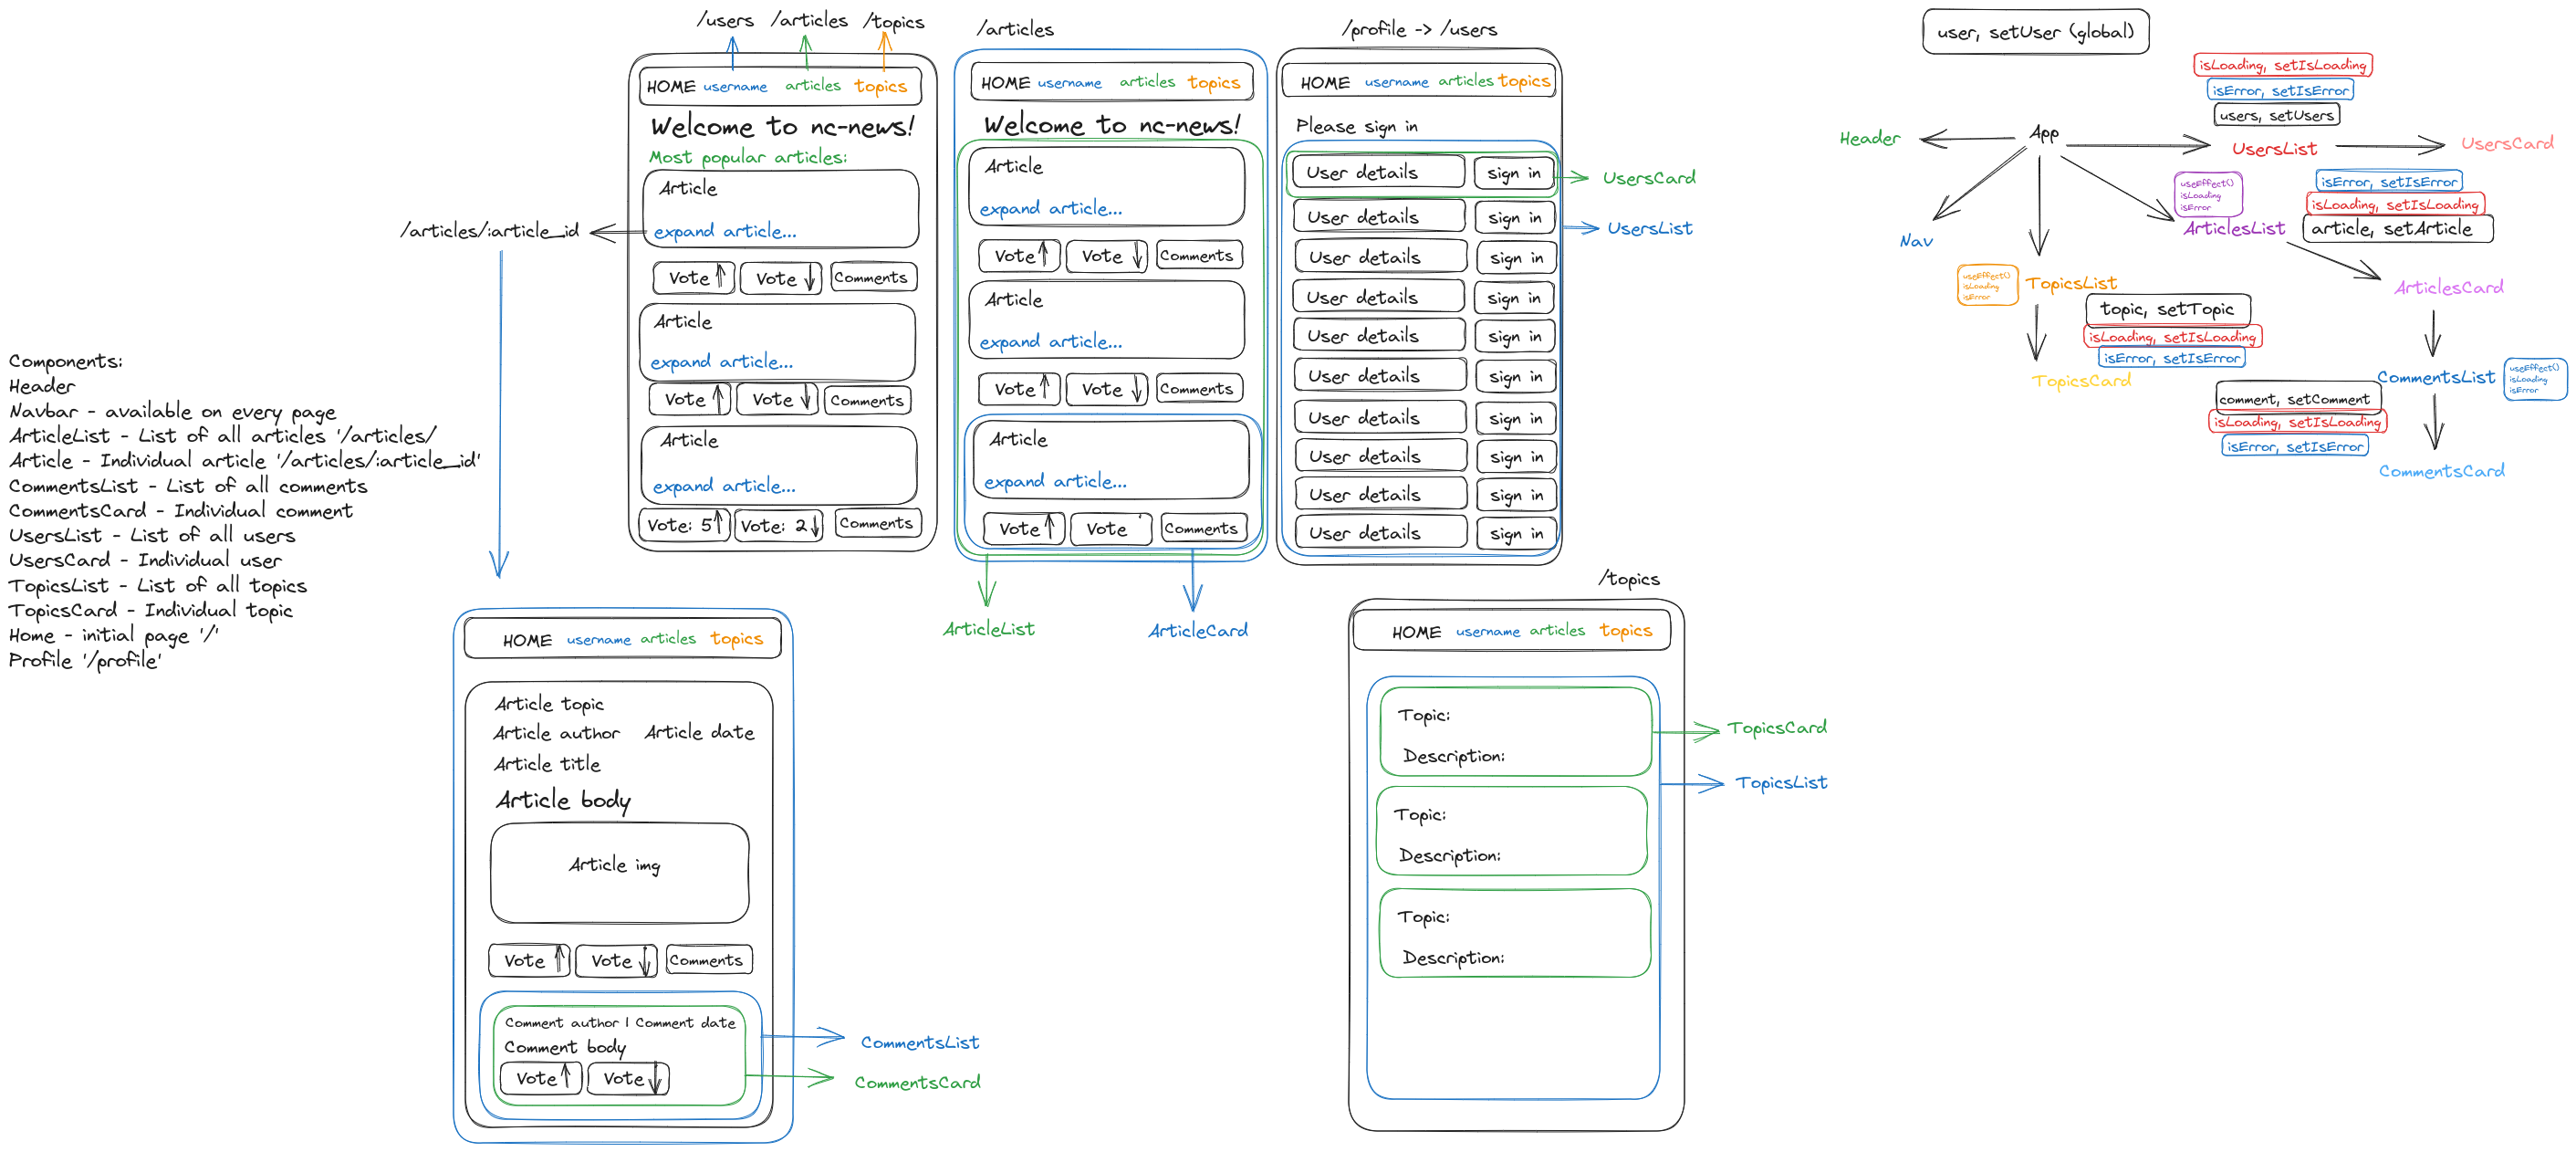 Components:
Header
Navbar - available on every page
ArticleList - List of all articles '/articles/
Article - Individual article '/articles/:article_id'
CommentsList - List of all comments
CommentsCard - Individual comment
UsersList - List of all users
UsersCard - Individual user
TopicsList - List of all topics
TopicsCard - Individual topic
Home - initial page '/'
Profile '/profile'
/users /articles /topics
HOME username articles topics
Welcome to nc-news!
Most popular articles:
Article
expand article...
Vote Vote Comments
Article
expand article...
Vote Vote Comments
Article
expand article...
Vote: 5 Vote: 2 Comments
/articles/:article_id
/articles
HOME username articles topics
Welcome to nc-news!
Article
expand article...
Vote Vote Comments
Article
expand article...
Vote Vote Comments
Article
expand article...
Vote Vote Comments
ArticleList
ArticleCard
/profile -> /users
HOME username articles topics
Please sign in
User details sign in
User details sign in
User details sign in
User details sign in
User details sign in
User details sign in
User details sign in
User details sign in
User details sign in
User details sign in
UsersCard
UsersList
HOME username articles topics
Article topic
Article author Article date
Article title
Article body
Article img
Vote Vote Comments
Comment author | Comment date
Comment body
Vote Vote
CommentsList
CommentsCard
/topics
HOME username articles topics
Topic:
Description:
Topic:
Description:
Topic:
Description:
TopicsCard
TopicsList
user, setUser (global)
isLoading, setIsLoading
isError, setIsError
users, setUsers
Header
App
UsersList
UsersCard
useEffect()
isLoading
isError
isError, setIsError
isLoading, setIsLoading
article, setArticle
ArticlesList
Nav
useEffect()
isLoading
isError
TopicsList
topic, setTopic
isLoading, setIsLoading
isError, setIsError
TopicsCard
ArticlesCard
CommentsList
useEffect()
isLoading
isError
comment, setComment
isLoading, setIsLoading
isError, setIsError
CommentsCard